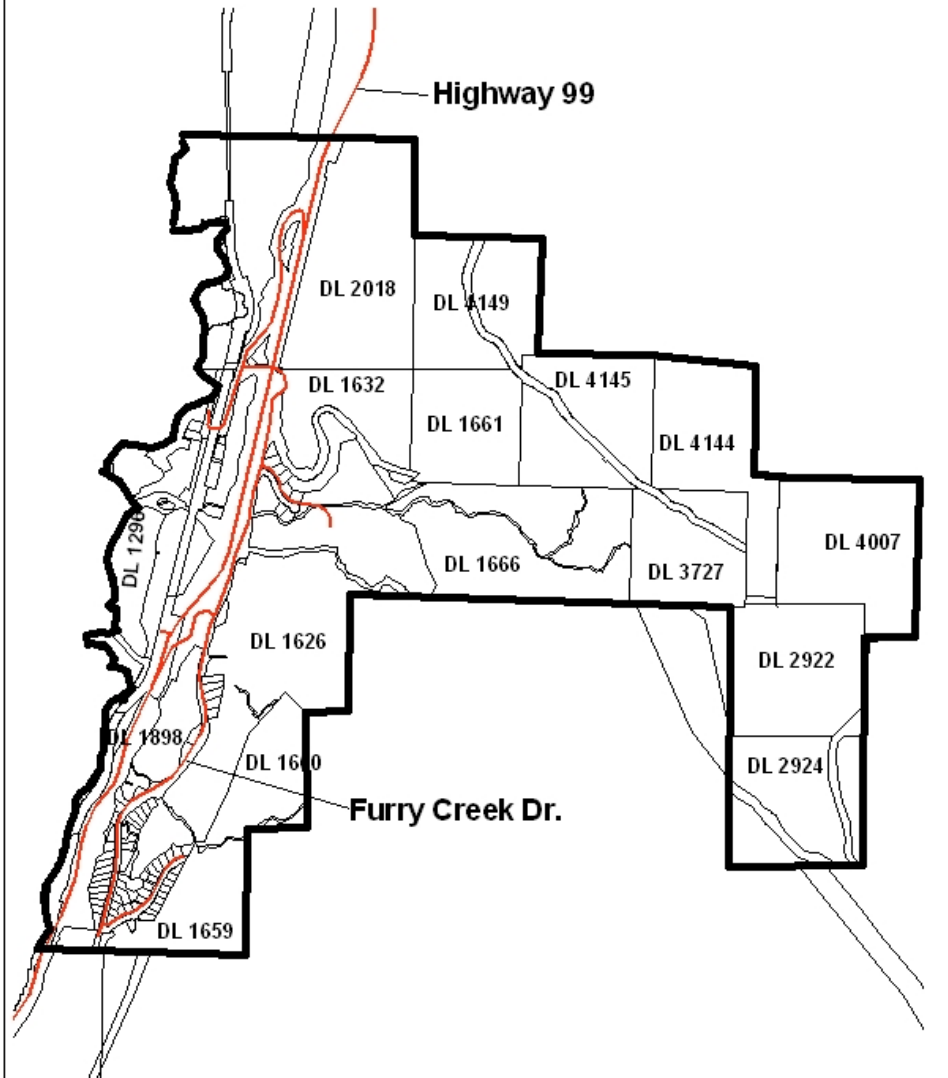 Highway 99
DL 2018
DL 4149
DL 1632
DL 4145
DL 1661
DL 4144
DL 1296
DL 1666
DL 3727
DL 4007
DL 1626
DL 2922
DL 1898
DL 1660
DL 2924
Furry Creek Dr.
DL 1659